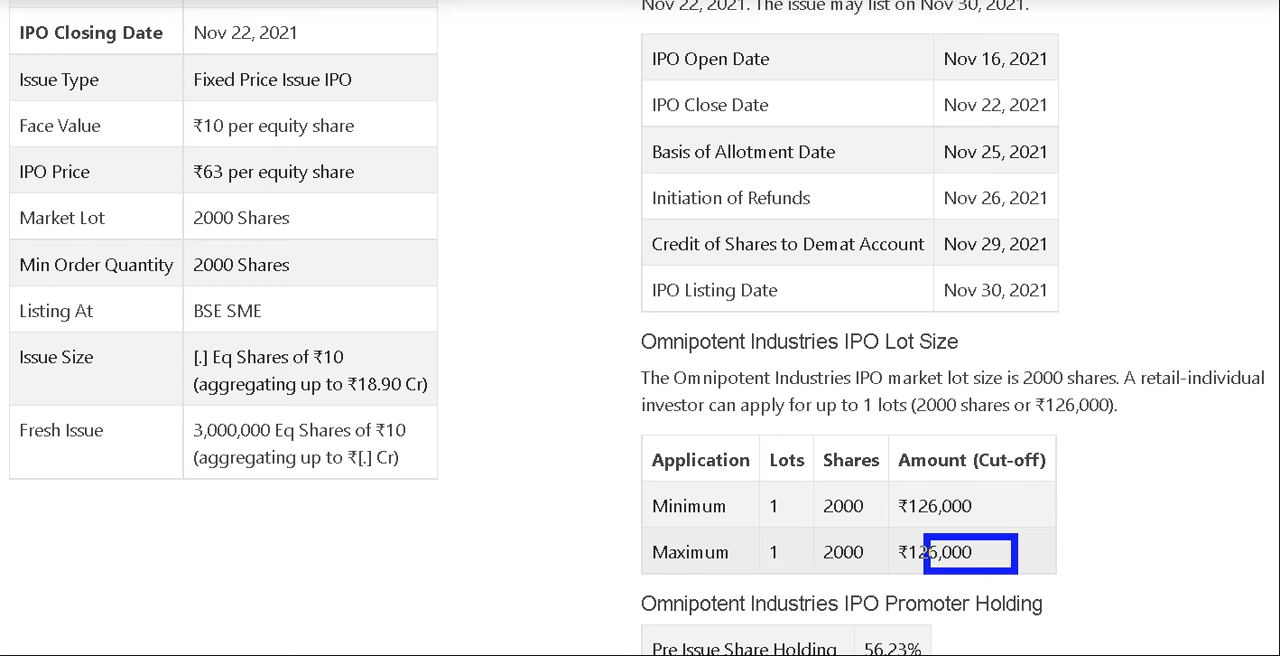 IPO Closing Date Nov 22, 2021
Issue Type Fixed Price Issue IPO
Face Value ₹10 per equity share
IPO Price ₹63 per equity share
Market Lot 2000 Shares
Min Order Quantity 2000 Shares
Listing At BSE SME
Issue Size [.] Eq Shares of ₹10
(aggregating up to ₹18.90 Cr)
Fresh Issue 3,000,000 Eq Shares of ₹10
(aggregating up to ₹[.] Cr)
Nov 22, 2021. The issue may list on Nov 30, 2021.
IPO Open Date Nov 16, 2021
IPO Close Date Nov 22, 2021
Basis of Allotment Date Nov 25, 2021
Initiation of Refunds Nov 26, 2021
Credit of Shares to Demat Account Nov 29, 2021
IPO Listing Date Nov 30, 2021
Omnipotent Industries IPO Lot Size
The Omnipotent Industries IPO market lot size is 2000 shares. A retail-individual
investor can apply for up to 1 lots (2000 shares or ₹126,000).
Application Lots Shares Amount (Cut-off)
Minimum 1 2000 ₹126,000
Maximum 1 2000 ₹126,000
Omnipotent Industries IPO Promoter Holding
Pre Issue Share Holding 56.23%